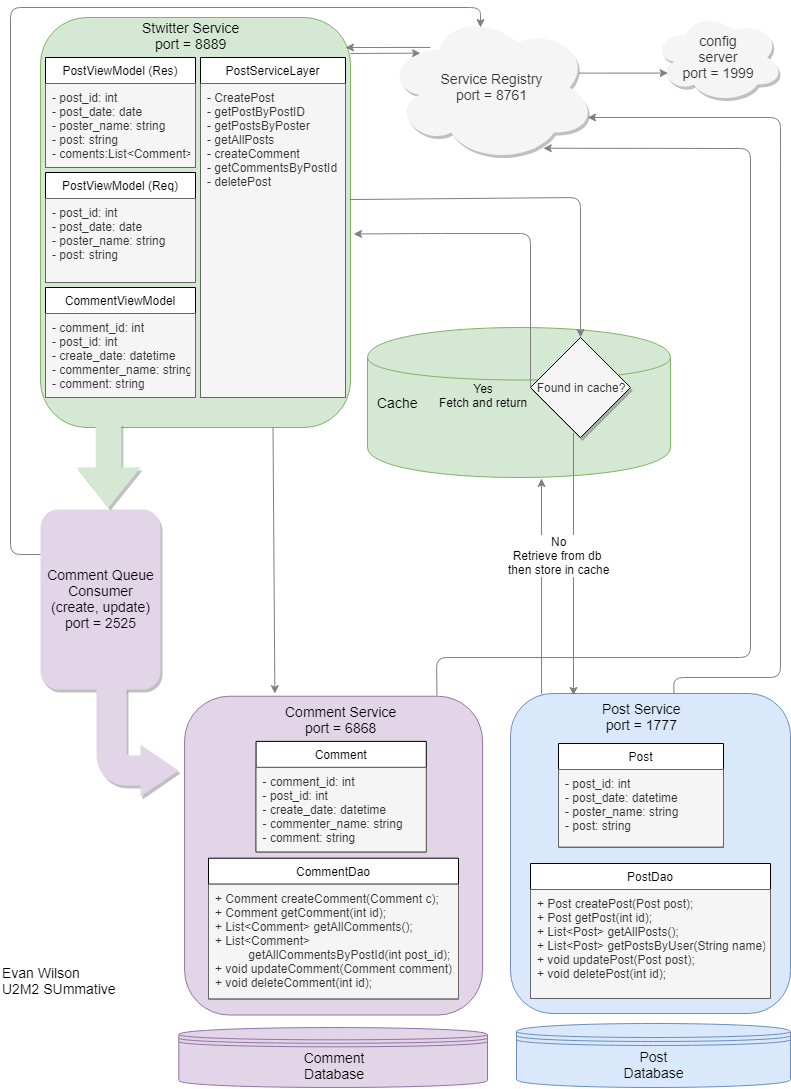 Stwitter Service
port = 8889
PostViewModel (Res)
- post_id: int
- post_date: date
- poster_name: string
- post: string
- coments:List<Comment>
PostViewModel (Req)
- post_id: int
- post_date: date
- poster_name: string
- post: string
CommentViewModel
- comment_id: int
- post_id: int
- create_date: datetime
- commenter_name: string
- comment: string
PostServiceLayer
- CreatePost
- getPostByPostID
- getPostsByPoster
- getAllPosts
- createComment
- getCommentsByPostId
- deletePost
Service Registry
port = 8761
config
server
port = 1999
Cache
Yes
Fetch and return
Found in cache?
No
Retrieve from db
then store in cache
Comment Queue
Consumer
(create, update)
port = 2525
Comment Service
port = 6868
Comment
- comment_id: int
- post_id: int
- create_date: datetime
- commenter_name: string
- comment: string
CommentDao
+ Comment createComment(Comment c);
+ Comment getComment(int id);
+ List<Comment> getAllComments();
+ List<Comment>
getAllCommentsByPostId(int post_id);
+ void updateComment(Comment comment)
+ void deleteComment(int id);
Post Service
port = 1777
Post
- post_id: int
- post_date: datetime
- poster_name: string
- post: string
PostDao
+ Post createPost(Post post);
+ Post getPost(int id);
+ List<Post> getAllPosts();
+ List<Post> getPostsByUser(String name)
+ void updatePost(Post post);
+ void deletePost(int id);
Evan Wilson
U2M2 SUmmative
Comment
Database
Post
Database